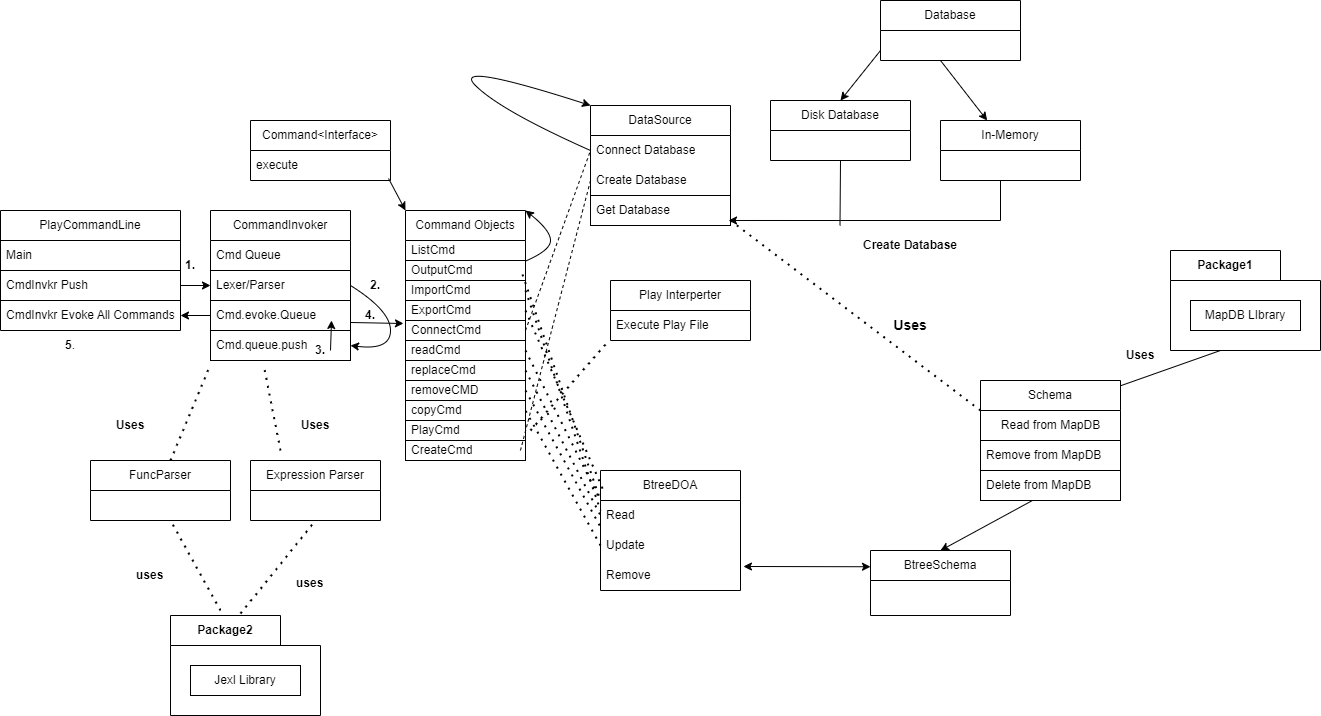 Database
Disk Database
In-Memory
DataSource
Connect Database
Create Database
Get Database
Create Database
Command<Interface>
execute
PlayCommandLine
Main
CmdInvkr Push
CmdInvkr Evoke All Commands
5.
1.
CommandInvoker
Cmd Queue
Lexer/Parser
Cmd.evoke.Queue
Cmd.queue.push
2.
3.
4.
Command Objects
ListCmd
OutputCmd
ImportCmd
ExportCmd
ConnectCmd
readCmd
replaceCmd
removeCMD
copyCmd
PlayCmd
CreateCmd
Play Interperter
Execute Play File
Uses
Package1
MapDB LIbrary
Uses
Schema
Read from MapDB
Remove from MapDB
Delete from MapDB
Uses
Uses
FuncParser
Expression Parser
BtreeDOA
Read
Update
Remove
BtreeSchema
uses
uses
Package2
Jexl Library